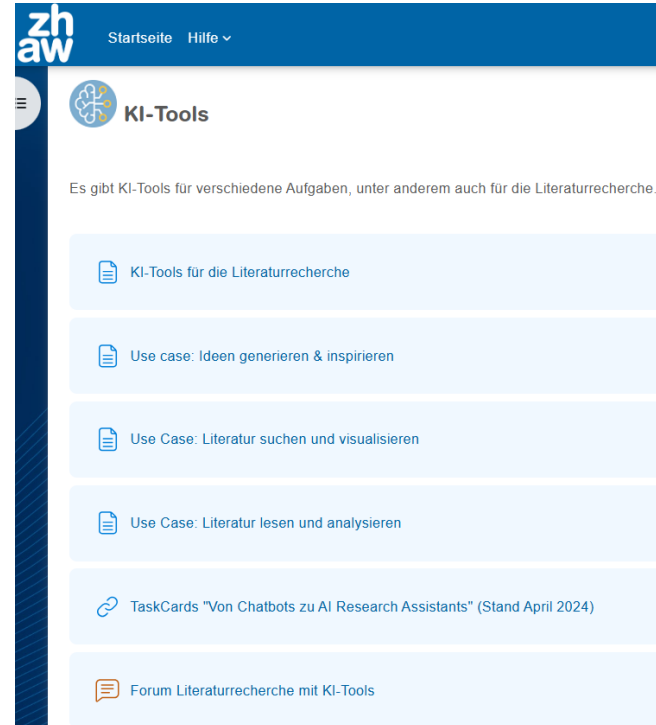 zh
aw
Startseite Hilfe
KI-Tools
Es gibt KI-Tools für verschiedene Aufgaben, unter anderem auch für die Literaturrecherche.
KI-Tools für die Literaturrecherche
Use case: Ideen generieren & inspirieren
Use Case: Literatur suchen und visualisieren
Use Case: Literatur lesen und analysieren
TaskCards "Von Chatbots zu AI Research Assistants" (Stand April 2024)
Forum Literaturrecherche mit KI-Tools